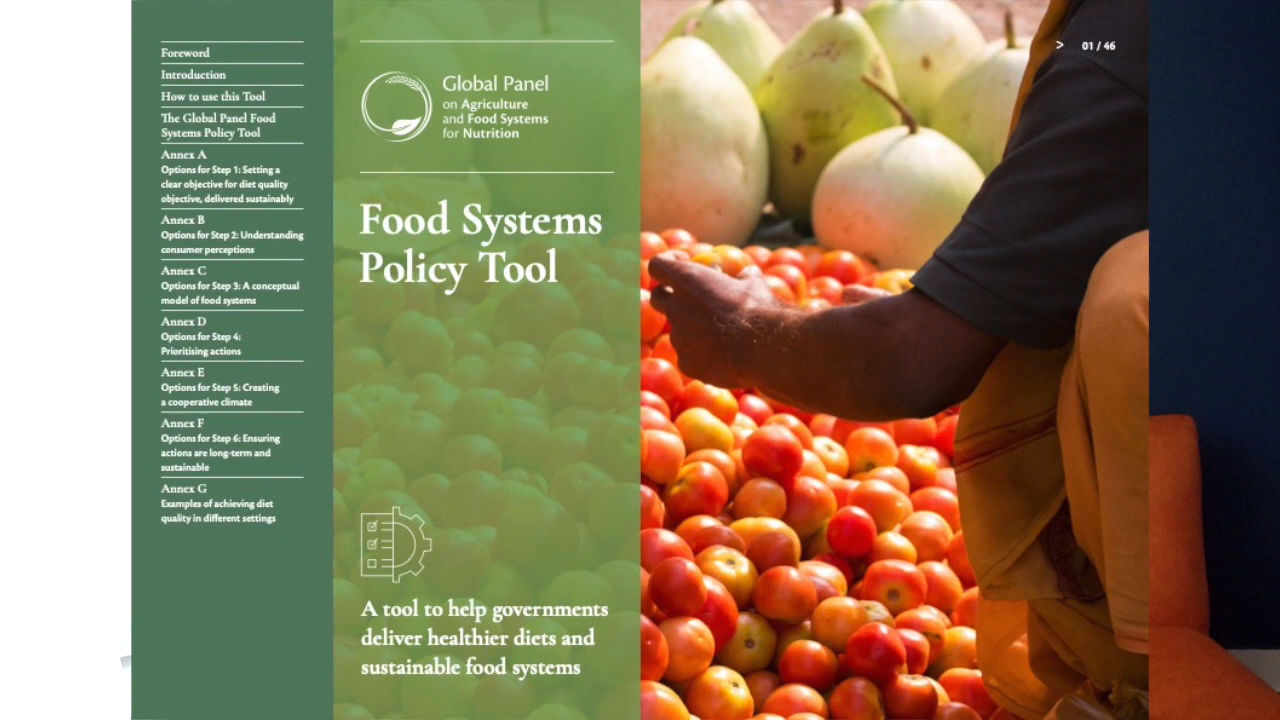 Foreword
Introduction
How to use this Tool
The Global Panel Food
Systems Policy Tool
Annex A
Options for Step 1: Setting a
clear objective for diet quality
objective, delivered sustainably
Annex B
Options for Step 2: Understanding
consumer perceptions
Annex C
Options for Step 3: A conceptual
model of food systems
Annex D
Options for Step 4:
Prioritising actions
Annex E
Options for Step 5: Creating
a cooperative climate
Annex F
Options for Step 6: Ensuring
actions are long-term and
sustainable
Annex G
Examples of achieving diet
quality in different settings
Global Panel
on Agriculture
and Food Systems
for Nutrition
Food Systems
Policy Tool
A tool to help governments
deliver healthier diets and
sustainable food systems
> 01 / 46